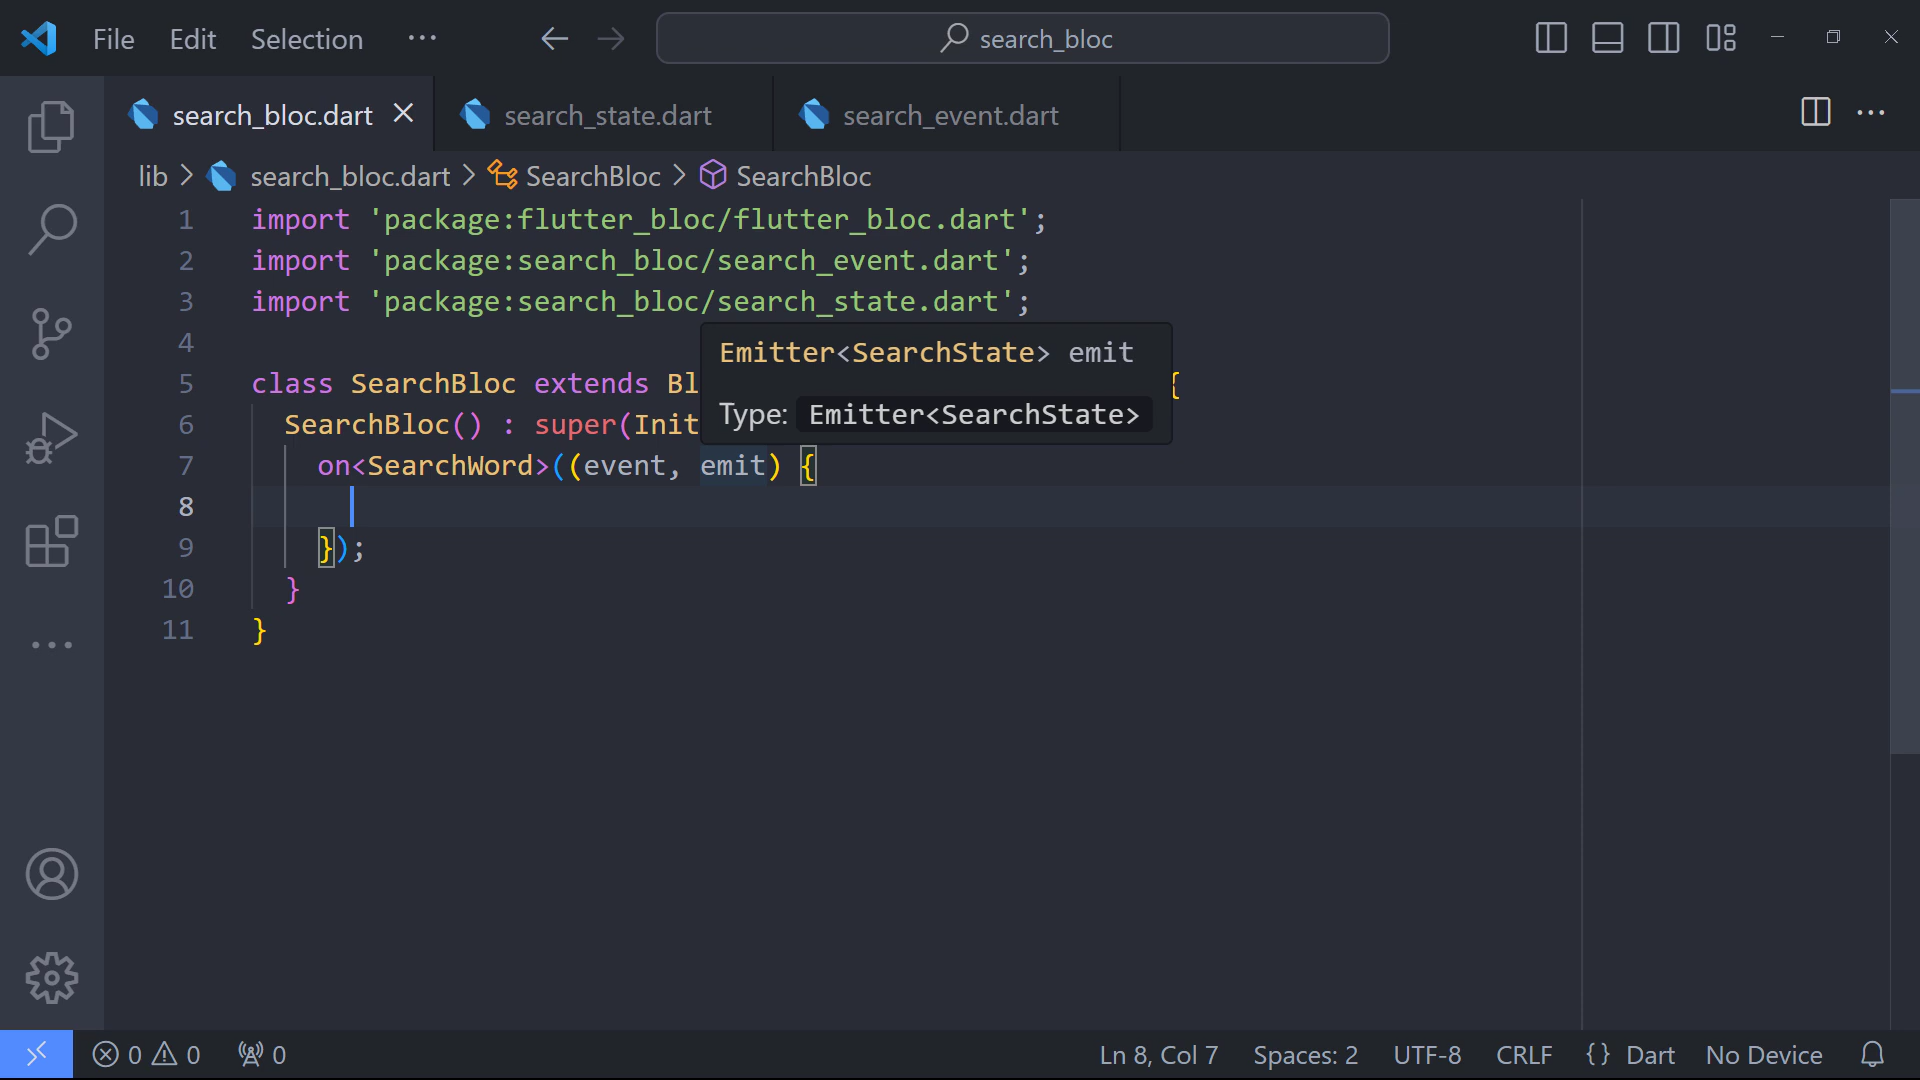 File Edit Selection ···
search_bloc
search_bloc.dart
search_state.dart
search_event.dart
lib > search_bloc.dart > SearchBloc > SearchBloc
1 import 'package:flutter_bloc/flutter_bloc.dart';
2 import 'package:search_bloc/search_event.dart';
3 import 'package:search_bloc/search_state.dart';
4
Emitter<SearchState> emit
5 class SearchBloc extends Bl {
Type: Emitter<SearchState>
6 SearchBloc() : super(Init
7 on<SearchWord>((event, emit) {
8
9 });
10 }
11 }
0 0 0 Ln 8, Col 7 Spaces: 2 UTF-8 CRLF {} Dart No Device